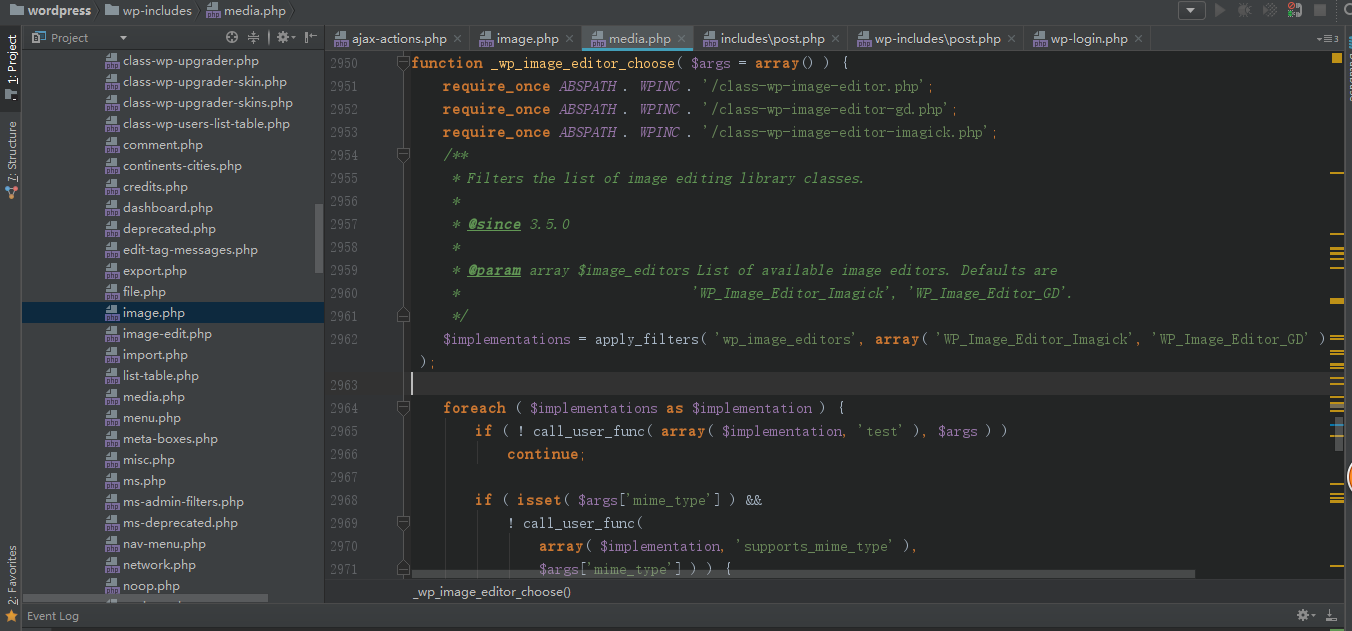 wordpress wp-includes media.php
Project
ajax-actions.php × image.php × media.php × includes\post.php × wp-includes\post.php × wp-login.php ×
1: Project
7: Structure
2: Favorites
class-wp-upgrader.php
class-wp-upgrader-skin.php
class-wp-upgrader-skins.php
class-wp-users-list-table.php
comment.php
continents-cities.php
credits.php
dashboard.php
deprecated.php
edit-tag-messages.php
export.php
file.php
image.php
image-edit.php
import.php
list-table.php
media.php
menu.php
meta-boxes.php
misc.php
ms.php
ms-admin-filters.php
ms-deprecated.php
nav-menu.php
network.php
noop.php
2950 function _wp_image_editor_choose( $args = array() ) {
2951 require_once ABSPATH . WPINC . '/class-wp-image-editor.php';
2952 require_once ABSPATH . WPINC . '/class-wp-image-editor-gd.php';
2953 require_once ABSPATH . WPINC . '/class-wp-image-editor-imagick.php';
2954 /**
2955 * Filters the list of image editing library classes.
2956 *
2957 * @since 3.5.0
2958 *
2959 * @param array $image_editors List of available image editors. Defaults are
2960 * 'WP_Image_Editor_Imagick', 'WP_Image_Editor_GD'.
2961 */
2962 $implementations = apply_filters( 'wp_image_editors', array( 'WP_Image_Editor_Imagick', 'WP_Image_Editor_GD' )
);
2963
2964 foreach ( $implementations as $implementation ) {
2965 if ( ! call_user_func( array( $implementation, 'test' ), $args ) )
2966 continue;
2967
2968 if ( isset( $args['mime_type'] ) &&
2969 ! call_user_func(
2970 array( $implementation, 'supports_mime_type' ),
2971 $args['mime_type'] ) ) {
_wp_image_editor_choose()
Event Log